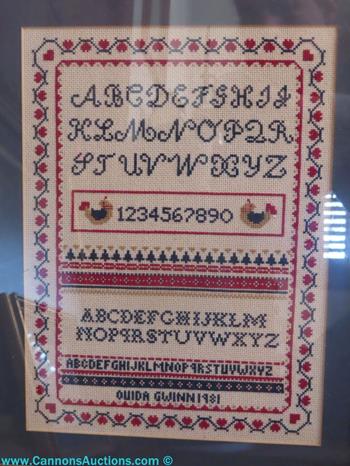 ABCDEFGHIJ
KLMNOPQR
STUVWXYZ
1234567890
ABCDEFGHIJKLM
NOPQRSTUVWXYZ
ABCDEFGHIJKLMNOPQRSTUVWXYZ
OUIDA GWINN 1981
www.CannonsAuctions.com ©